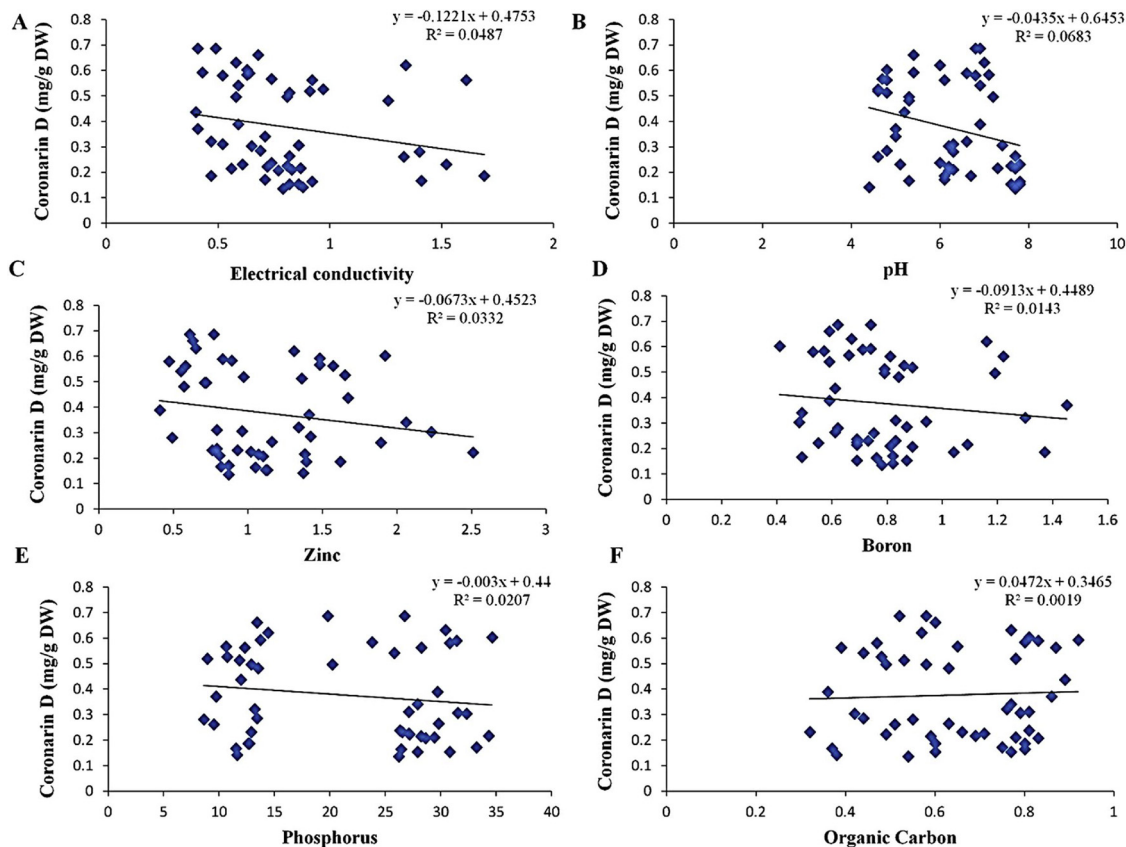 A
y = -0.1221x + 0.4753
R² = 0.0487
Coronarin D (mg/g DW)
0.8
0.7
0.6
0.5
0.4
0.3
0.2
0.1
0
0 0.5 1 1.5 2
Electrical conductivity
B
y = -0.0435x + 0.6453
R² = 0.0683
Coronarin D (mg/g DW)
0.8
0.7
0.6
0.5
0.4
0.3
0.2
0.1
0
0 2 4 6 8 10
pH
C
y = -0.0673x + 0.4523
R² = 0.0332
Coronarin D (mg/g DW)
0.8
0.7
0.6
0.5
0.4
0.3
0.2
0.1
0
0 0.5 1 1.5 2 2.5 3
Zinc
D
y = -0.0913x + 0.4489
R² = 0.0143
Coronarin D (mg/g DW)
0.8
0.7
0.6
0.5
0.4
0.3
0.2
0.1
0
0 0.2 0.4 0.6 0.8 1 1.2 1.4 1.6
Boron
E
y = -0.003x + 0.44
R² = 0.0207
Coronarin D (mg/g DW)
0.8
0.7
0.6
0.5
0.4
0.3
0.2
0.1
0
0 5 10 15 20 25 30 35 40
Phosphorus
F
y = 0.0472x + 0.3465
R² = 0.0019
Coronarin D (mg/g DW)
0.8
0.7
0.6
0.5
0.4
0.3
0.2
0.1
0
0 0.2 0.4 0.6 0.8 1
Organic Carbon